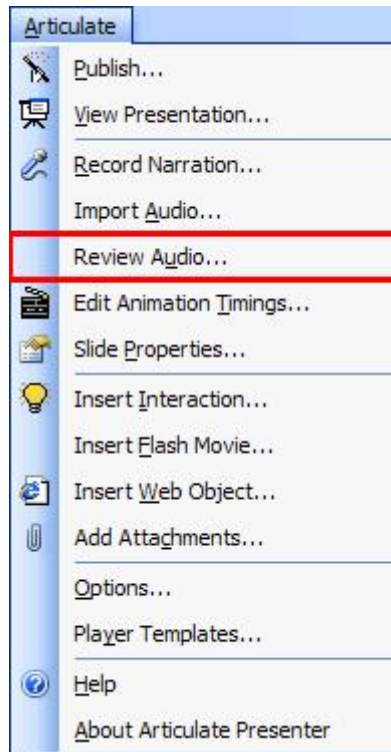 Articulate
Publish...
View Presentation...
Record Narration...
Import Audio...
Review Audio...
Edit Animation Timings...
Slide Properties...
Insert Interaction...
Insert Flash Movie...
Insert Web Object...
Add Attachments...
Options...
Player Templates...
Help
About Articulate Presenter